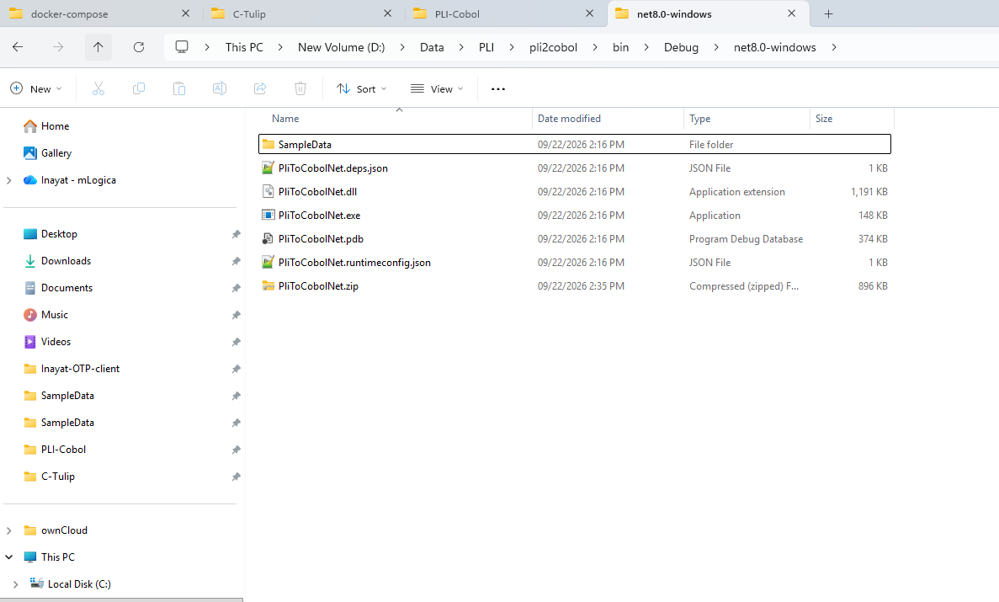 docker-compose C-Tulip PLI-Cobol net8.0-windows
This PC New Volume (D:) Data PLI pli2cobol bin Debug net8.0-windows
New Sort View
Name Date modified Type Size
Home
Gallery
Inayat - mLogica
Desktop
Downloads
Documents
Music
Videos
Inayat-OTP-client
SampleData
SampleData
PLI-Cobol
C-Tulip
ownCloud
This PC
Local Disk (C:)
SampleData 09/22/2026 2:16 PM File folder
PliToCobolNet.deps.json 09/22/2026 2:16 PM JSON File 1 KB
PliToCobolNet.dll 09/22/2026 2:16 PM Application extension 1,191 KB
PliToCobolNet.exe 09/22/2026 2:16 PM Application 148 KB
PliToCobolNet.pdb 09/22/2026 2:16 PM Program Debug Database 374 KB
PliToCobolNet.runtimeconfig.json 09/22/2026 2:16 PM JSON File 1 KB
PliToCobolNet.zip 09/22/2026 2:35 PM Compressed (zipped) F... 896 KB